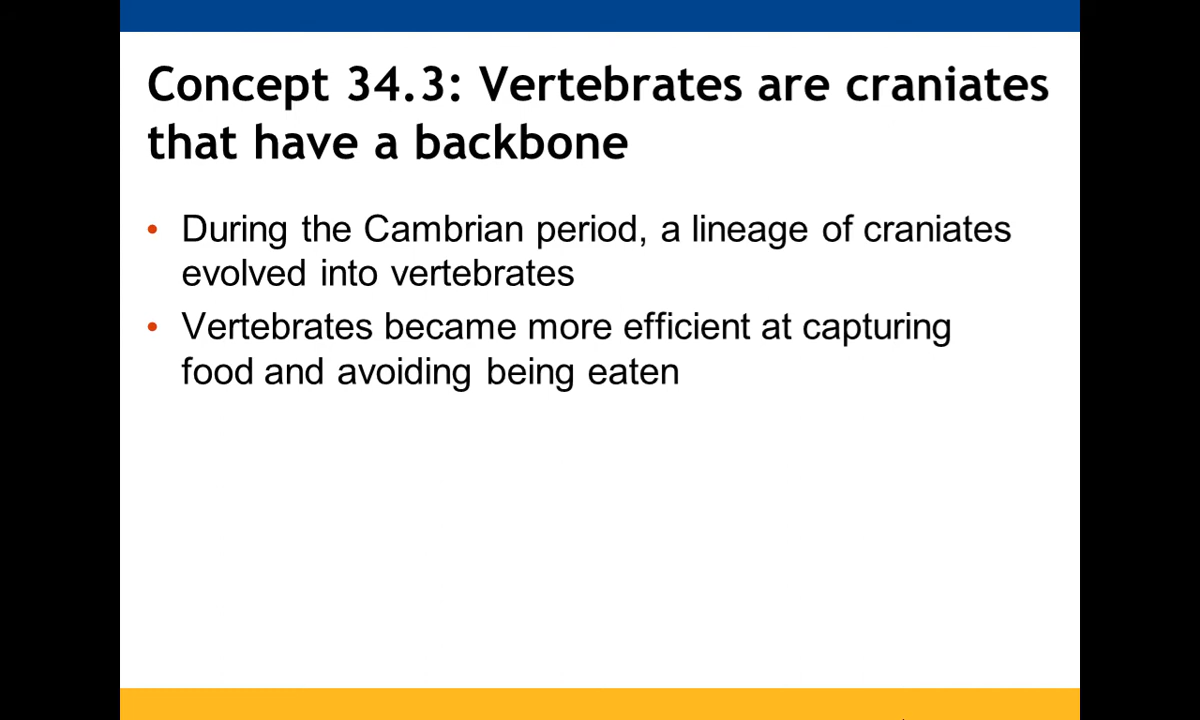 Concept 34.3: Vertebrates are craniates
that have a backbone
• During the Cambrian period, a lineage of craniates
evolved into vertebrates
• Vertebrates became more efficient at capturing
food and avoiding being eaten